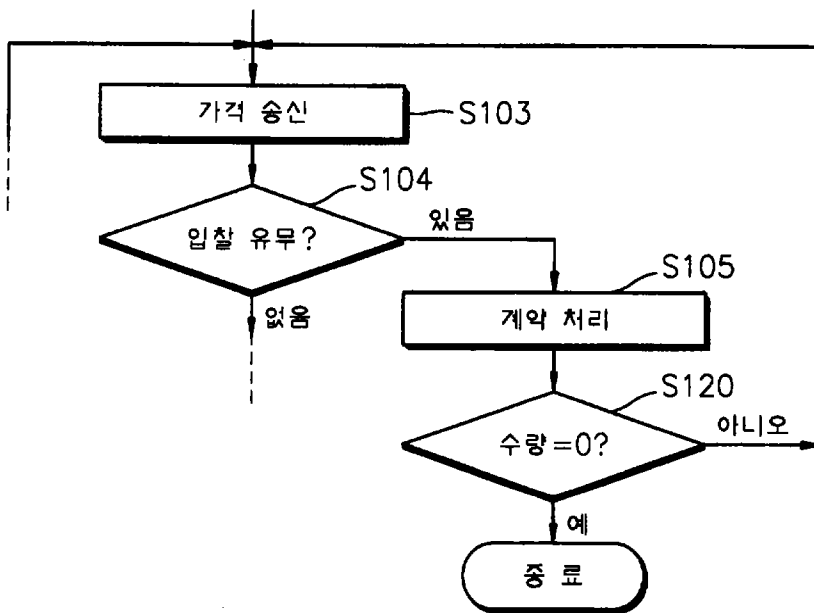 가격 송신
S103
S104
입찰 유무?
있음
없음
S105
계약 처리
S120
수량=0?
아니오
예
종 료